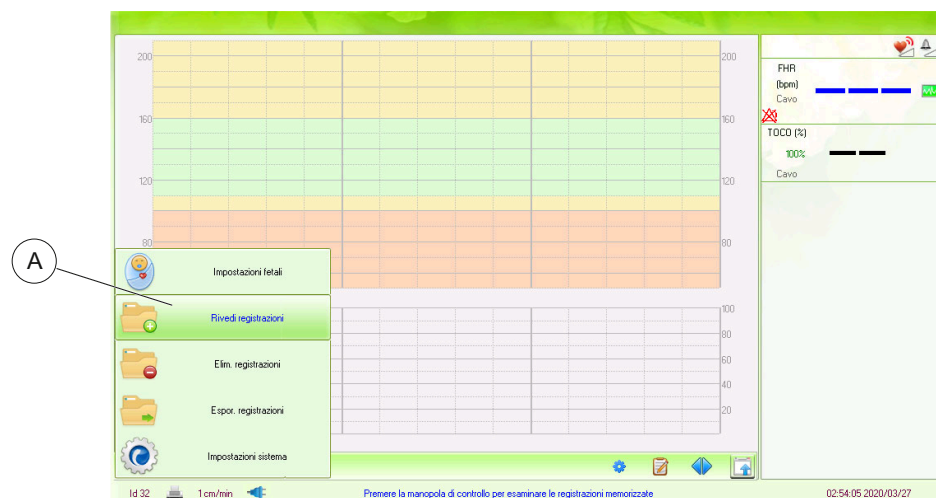 200
160
120
80
200
160
120
80
100
80
60
40
20
FHR
(bpm)
Cavo
TOCO (%)
100%
Cavo
A
Impostazioni fetali
Rivedi registrazioni
Elim. registrazioni
Espor. registrazioni
Impostazioni sistema
Id 32 1 cm/min Premere la manopola di controllo per esaminare le registrazioni memorizzate 02:54:05 2020/03/27